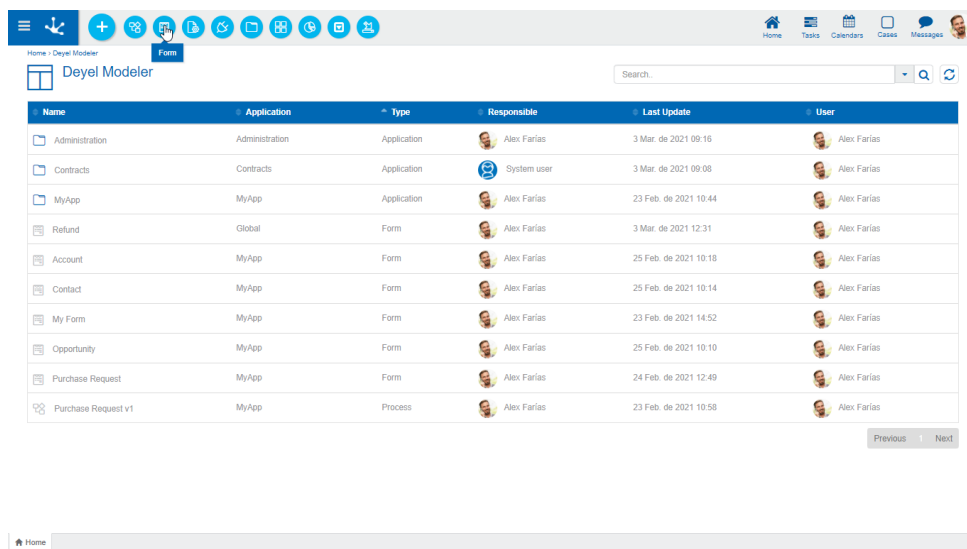 Home Tasks Calendars Cases Messages
Home > Deyel Modeler
Form
Deyel Modeler
Search..
Name Application Type Responsible Last Update User
Administration Administration Application Alex Farías 3 Mar. de 2021 09:16 Alex Farías
Contracts Contracts Application System user 3 Mar. de 2021 09:08 Alex Farías
MyApp MyApp Application Alex Farías 23 Feb. de 2021 10:44 Alex Farías
Refund Global Form Alex Farías 3 Mar. de 2021 12:31 Alex Farías
Account MyApp Form Alex Farías 25 Feb. de 2021 10:18 Alex Farías
Contact MyApp Form Alex Farías 25 Feb. de 2021 10:14 Alex Farías
My Form MyApp Form Alex Farías 23 Feb. de 2021 14:52 Alex Farías
Opportunity MyApp Form Alex Farías 25 Feb. de 2021 10:10 Alex Farías
Purchase Request MyApp Form Alex Farías 24 Feb. de 2021 12:49 Alex Farías
Purchase Request v1 MyApp Process Alex Farías 23 Feb. de 2021 10:58 Alex Farías
Previous 1 Next
Home